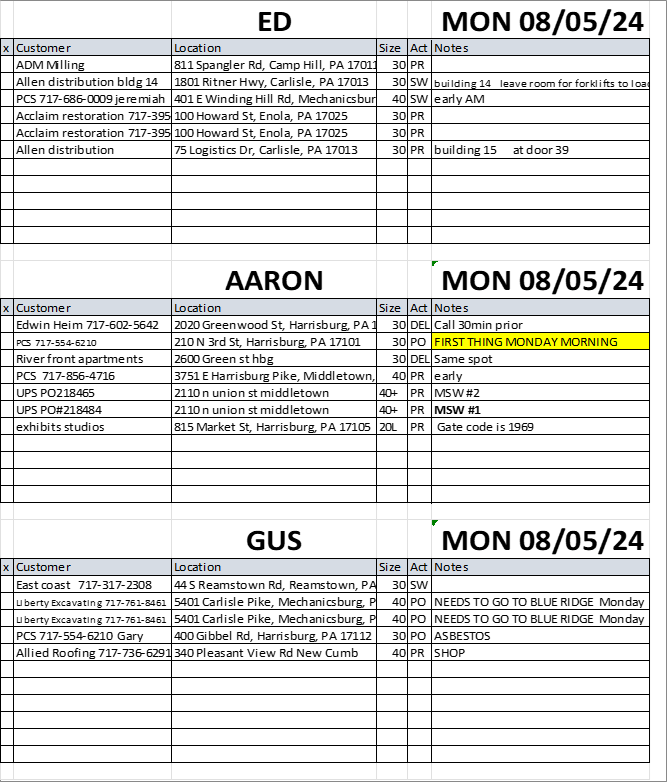 ED MON 08/05/24
x Customer Location Size Act Notes
ADM Milling 811 Spangler Rd, Camp Hill, PA 17011 30 PR
Allen distribution bldg 14 1801 Ritner Hwy, Carlisle, PA 17013 30 SW building 14 leave room for forklifts to load
PCS 717-686-0009 jeremiah 401 E Winding Hill Rd, Mechanicsbur 40 SW early AM
Acclaim restoration 717-395 100 Howard St, Enola, PA 17025 30 PR
Acclaim restoration 717-395 100 Howard St, Enola, PA 17025 30 PR
Allen distribution 75 Logistics Dr, Carlisle, PA 17013 30 PR building 15 at door 39
AARON MON 08/05/24
x Customer Location Size Act Notes
Edwin Heim 717-602-5642 2020 Greenwood St, Harrisburg, PA 1 30 DEL Call 30min prior
PCS 717-554-6210 210 N 3rd St, Harrisburg, PA 17101 30 PO FIRST THING MONDAY MORNING
River front apartments 2600 Green st hbg 30 DEL Same spot
PCS 717-856-4716 3751 E Harrisburg Pike, Middletown, 40 PR early
UPS PO218465 2110 n union st middletown 40+ PR MSW #2
UPS PO#218484 2110 n union st middletown 40+ PR MSW #1
exhibits studios 815 Market St, Harrisburg, PA 17105 20L PR Gate code is 1969
GUS MON 08/05/24
x Customer Location Size Act Notes
East coast 717-317-2308 44 S Reamstown Rd, Reamstown, PA 30 SW
Liberty Excavating 717-761-8461 5401 Carlisle Pike, Mechanicsburg, P 40 PO NEEDS TO GO TO BLUE RIDGE Monday
Liberty Excavating 717-761-8461 5401 Carlisle Pike, Mechanicsburg, P 40 PO NEEDS TO GO TO BLUE RIDGE Monday
PCS 717-554-6210 Gary 400 Gibbel Rd, Harrisburg, PA 17112 30 PO ASBESTOS
Allied Roofing 717-736-6291 340 Pleasant View Rd New Cumb 40 PR SHOP